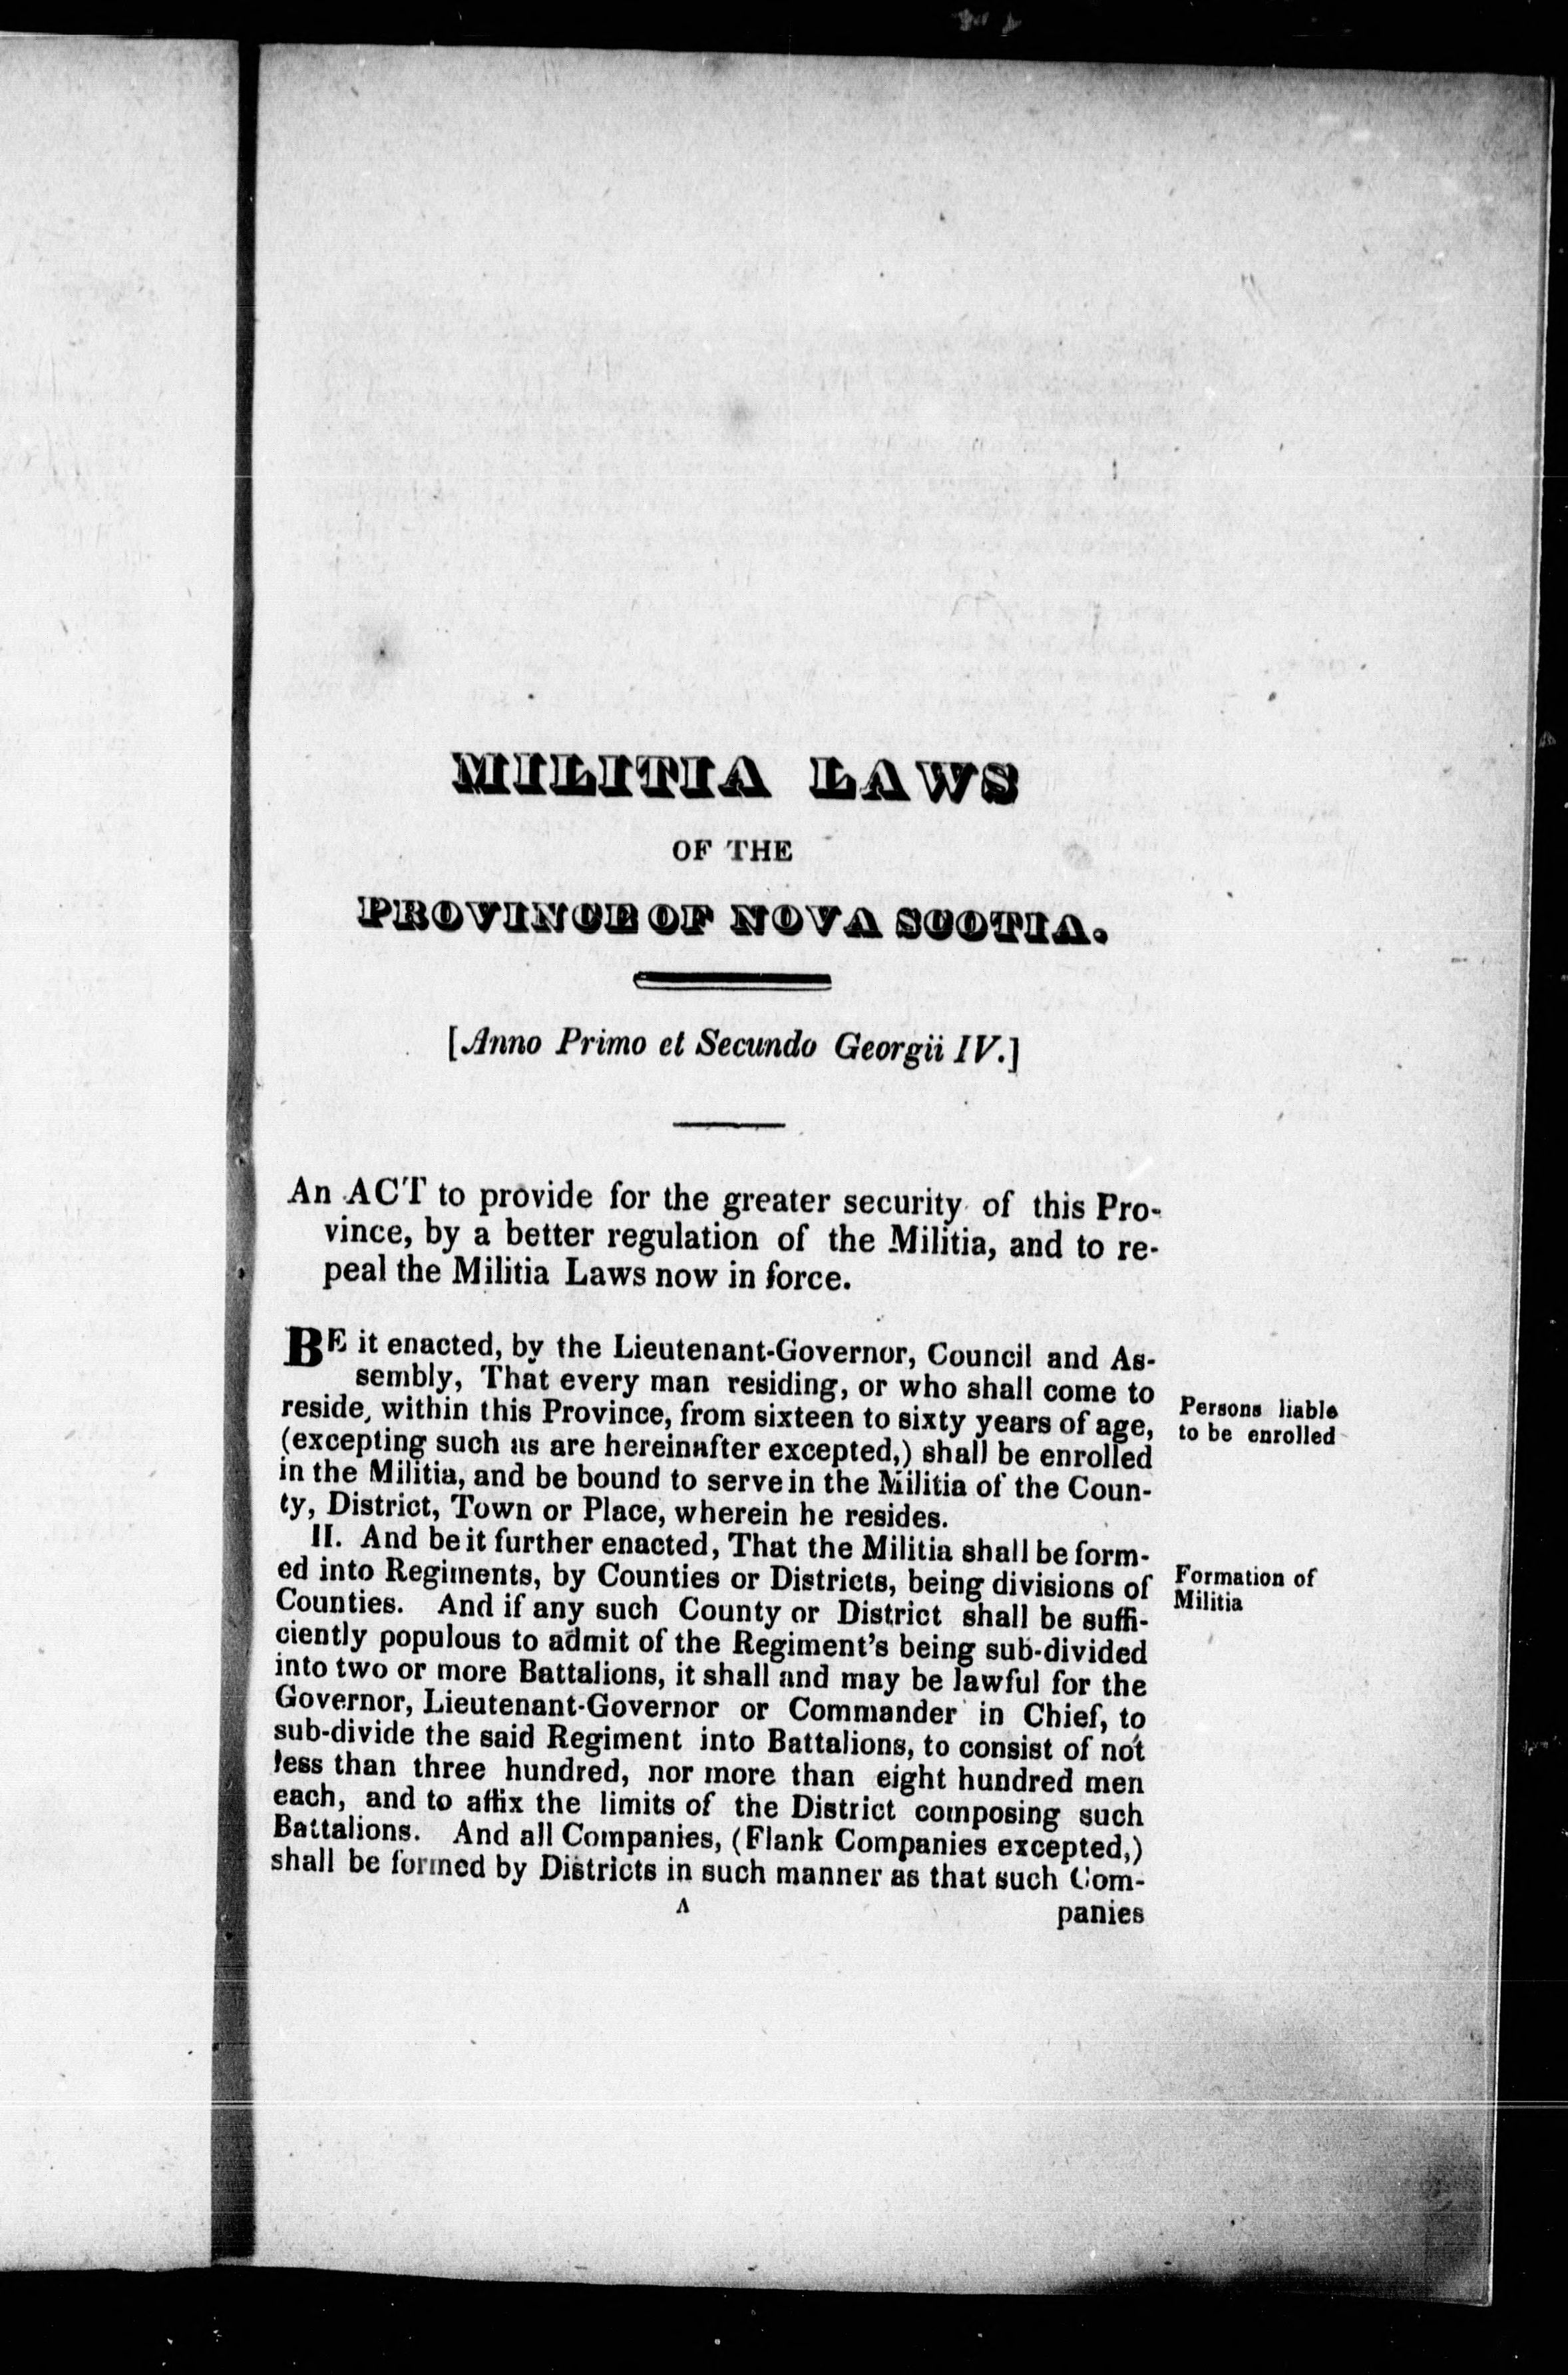 MILITIA LAWS
OF THE
PROVINCE OF NOVA SCOTIA.
[Anno Primo et Secundo Georgii IV.]
An ACT to provide for the greater security of this Pro-
vince, by a better regulation of the Militia, and to re-
peal the Militia Laws now in force.
BE it enacted, by the Lieutenant-Governor, Council and As-
sembly, That every man residing, or who shall come to
reside, within this Province, from sixteen to sixty years of age,
(excepting such as are hereinafter excepted,) shall be enrolled
in the Militia, and be bound to serve in the Militia of the Coun-
ty, District, Town or Place, wherein he resides.
Persons liable
to be enrolled
II. And be it further enacted, That the Militia shall be form-
ed into Regiments, by Counties or Districts, being divisions of
Counties. And if any such County or District shall be suffi-
ciently populous to admit of the Regiment's being sub-divided
into two or more Battalions, it shall and may be lawful for the
Governor, Lieutenant-Governor or Commander in Chief, to
sub-divide the said Regiment into Battalions, to consist of not
less than three hundred, nor more than eight hundred men
each, and to affix the limits of the District composing such
Battalions. And all Companies, (Flank Companies excepted,)
shall be formed by Districts in such manner as that such Com-
Formation of
Militia
A
panies